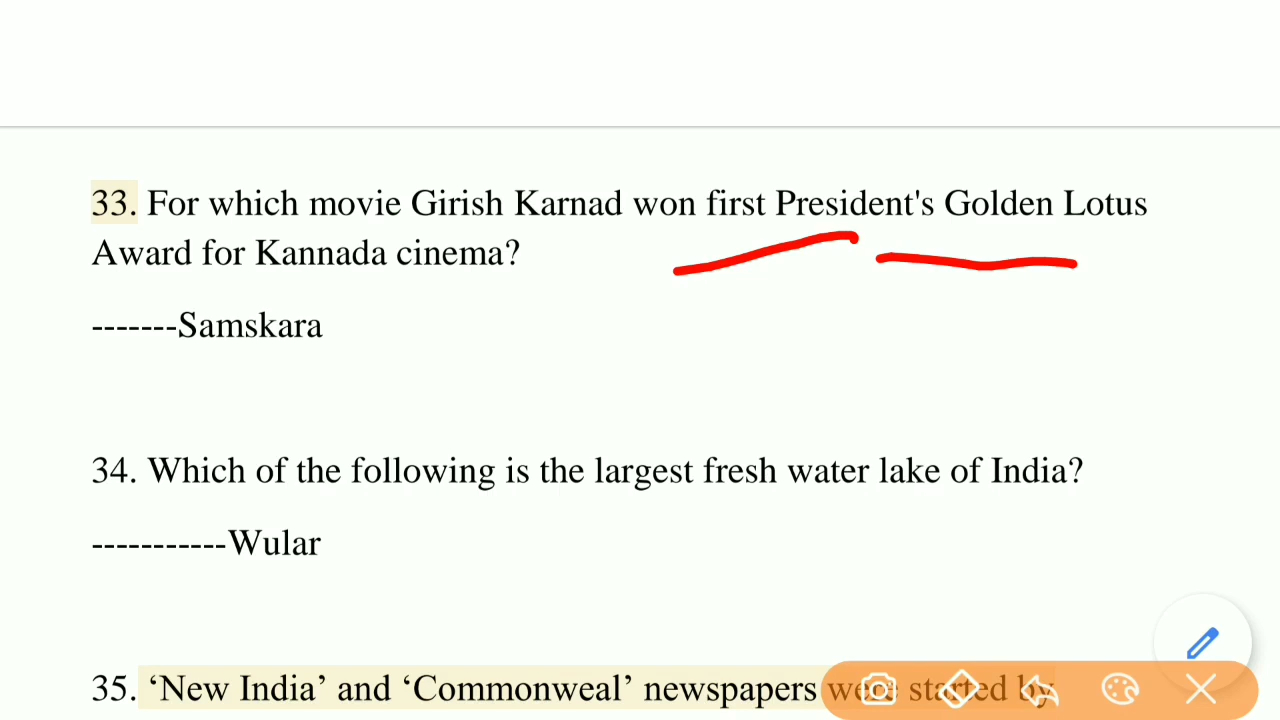 33. For which movie Girish Karnad won first President's Golden Lotus
Award for Kannada cinema?
-------Samskara
34. Which of the following is the largest fresh water lake of India?
-----------Wular
35. ‘New India’ and ‘Commonweal’ newspapers were started by